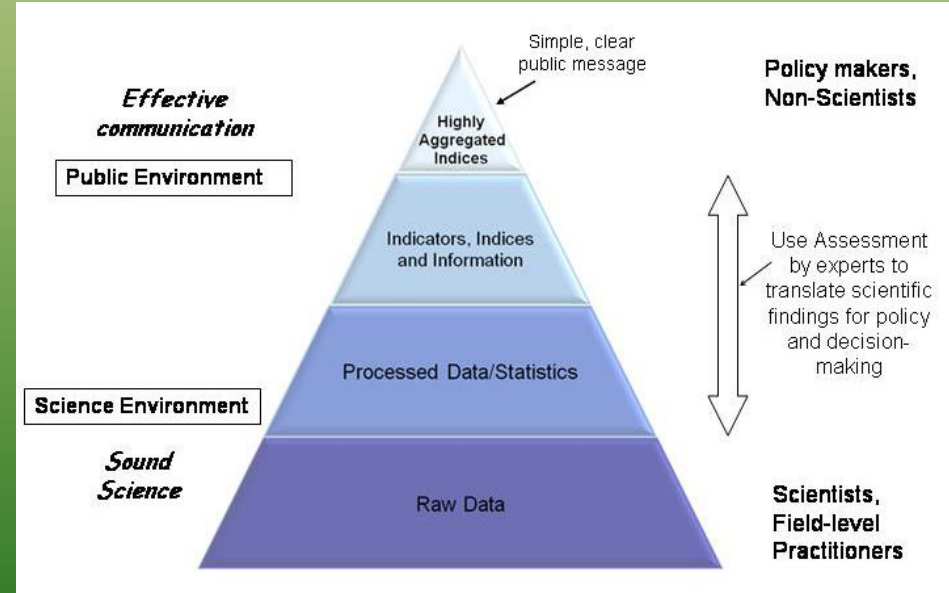 Simple, clear
public message
Policy makers,
Non-Scientists
Effective
communication
Highly
Aggregated
Indices
Public Environment
Indicators, Indices
and Information
Use Assessment
by experts to
translate scientific
findings for policy
and decision-
making
Processed Data/Statistics
Science Environment
Sound
Science
Raw Data
Scientists,
Field-level
Practitioners